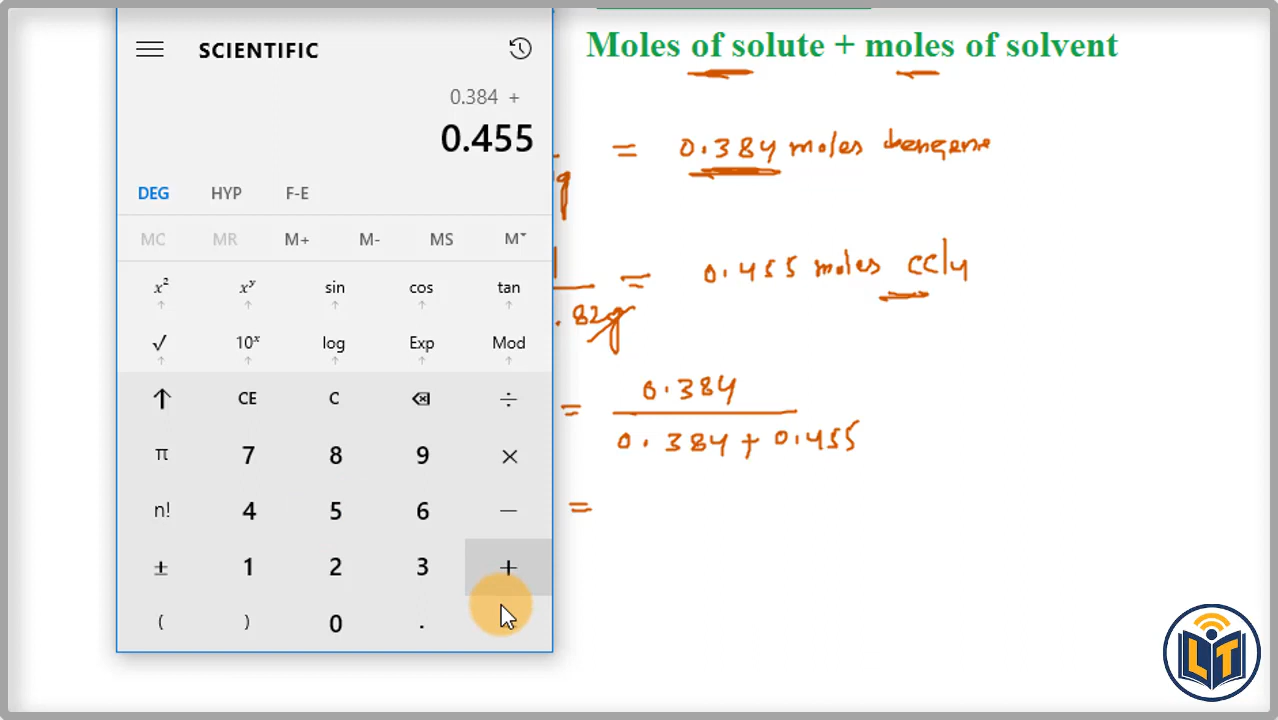 SCIENTIFIC
0.384 +
0.455
DEG HYP F-E
MC MR M+ M- MS M˅
x² xʸ sin cos tan
√ 10ˣ log Exp Mod
↑ CE C ⌫ ÷
π 7 8 9 ×
n! 4 5 6 −
± 1 2 3 +
( ) 0 .
Moles of solute + moles of solvent
= 0.384 moles benzene
g
= 0.455 moles CCl4
.82g
= 0.384
0.384 + 0.455
=
LT